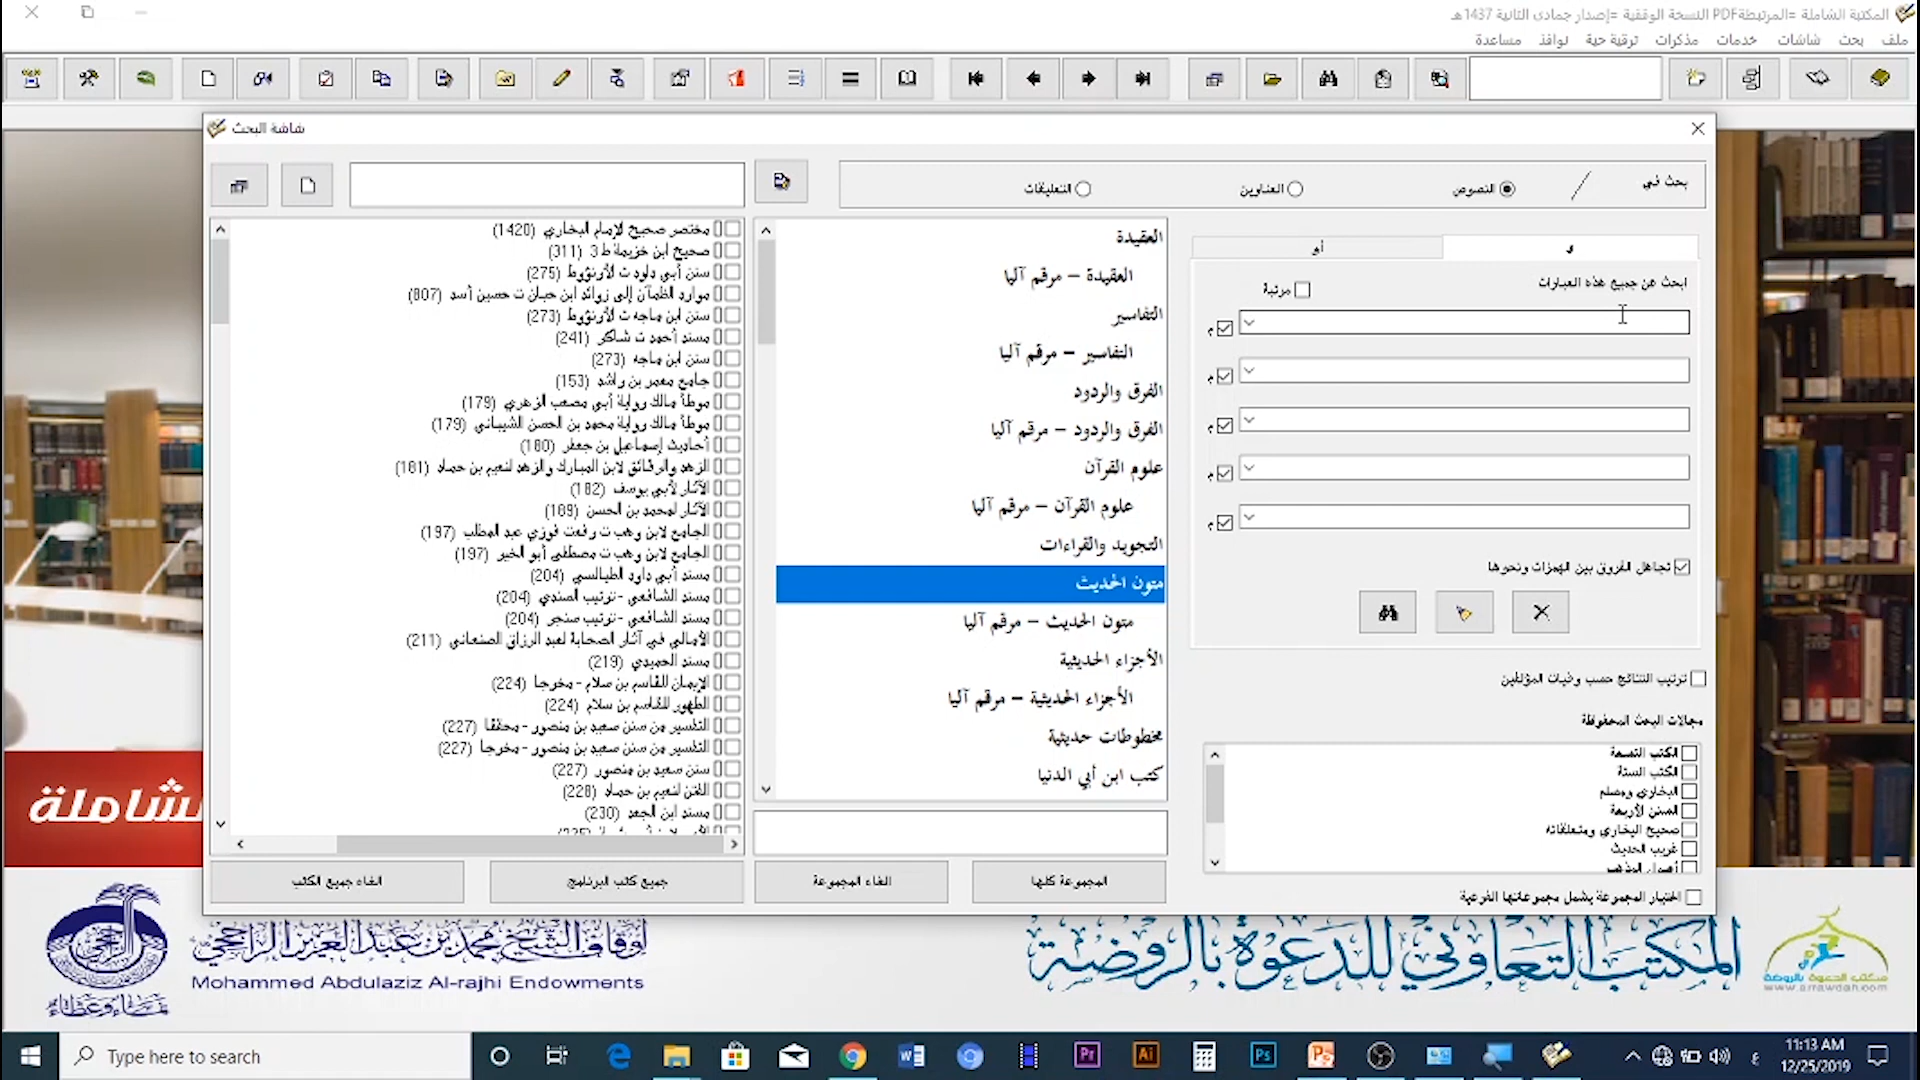 المكتبة الشاملة =المرتبطةPDF النسخة الوقفية =إصدار جمادى الثانية 1437هـ
ملف بحث شاشات خدمات مذكرات ترقية حية نوافذ مساعدة
شاشة البحث
بحث في
النصوص
العناوين
التعليقات
و
أو
ابحث عن جميع هذه العبارات
مرتبة
م
م
م
م
م
تجاهل الفروق بين الهمزات ونحوها
ترتيب النتائج حسب وفيات المؤلفين
مجالات البحث المحفوظة
الكتب التسعة
الكتب الستة
البخاري ومسلم
السنن الأربعة
صحيح البخاري ومتعلقاته
غريب الحديث
اختيار المجموعة يشمل مجموعاتها الفرعية
العقيدة
العقيدة – مرقم آليا
التفاسير
التفاسير – مرقم آليا
الفرق والردود
الفرق والردود – مرقم آليا
علوم القرآن
علوم القرآن – مرقم آليا
التجويد والقراءات
متون الحديث
متون الحديث – مرقم آليا
الأجزاء الحديثية
الأجزاء الحديثية – مرقم آليا
مخطوطات حديثية
كتب ابن أبي الدنيا
المجموعة كلها
الغاء المجموعة
مختصر صحيح الإمام البخاري (1420)
صحيح ابن خزيمة ط 3 (311)
سنن أبي داود ت الأرنؤوط (275)
موارد الظمآن إلى زوائد ابن حبان ت حسين أسد (807)
سنن ابن ماجه ت الأرنؤوط (273)
مسند أحمد ت شاكر (241)
سنن ابن ماجه (273)
جامع معمر بن راشد (153)
موطأ مالك رواية أبي مصعب الزهري (179)
موطأ مالك رواية محمد بن الحسن الشيباني (179)
أحاديث إسماعيل بن جعفر (180)
الزهد والرقائق لابن المبارك والزهد لنعيم بن حماد (181)
الآثار لأبي يوسف (182)
الآثار لمحمد بن الحسن (189)
الجامع لابن وهب ت رفعت فوزي عبد المطلب (197)
الجامع لابن وهب ت مصطفى أبو الخير (197)
مسند أبي داود الطيالسي (204)
مسند الشافعي -ترتيب السندي (204)
مسند الشافعي -ترتيب سنجر (204)
الأمالي في آثار الصحابة لعبد الرزاق الصنعاني (211)
مسند الحميدي (219)
الإيمان للقاسم بن سلام - مخرجا (224)
الطهور للقاسم بن سلام (224)
التفسير من سنن سعيد بن منصور - محققا (227)
التفسير من سنن سعيد بن منصور - مخرجا (227)
سنن سعيد بن منصور (227)
الفتن لنعيم بن حماد (228)
مسند ابن الجعد (230)
جميع كتب البرنامج
الغاء جميع الكتب
الشاملة
المكتب التعاوني للدعوة بالروضة
مكتب الدعوة بالروضة
www.arrawdah.com
أوقاف الشيخ محمد بن عبدالعزيز الراجحي
Mohammed Abdulaziz Al-rajhi Endowments
الراجحي
نماء وعطاء
Type here to search
ع
11:13 AM
12/25/2019